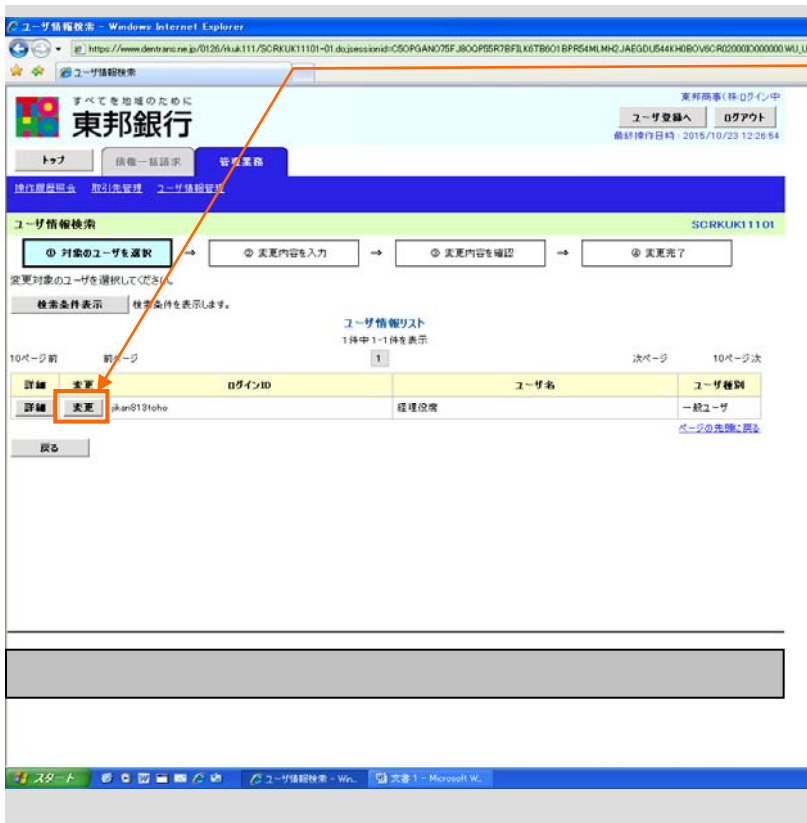 ユーザ情報検索 - Windows Internet Explorer
ユーザ情報検索
すべてを地域のために
東邦銀行
東邦商事(株:ログイン中
ユーザ登録へ ログアウト
最終操作日時:2015/10/23 12:26:54
トップ 債権一括請求 管理業務
操作履歴照会 取引先管理 ユーザ情報管理
ユーザ情報検索 SCRKUK11101
① 対象のユーザを選択 → ② 変更内容を入力 → ③ 変更内容を確認 → ④ 変更完了
変更対象のユーザを選択してください。
検索条件表示 検索条件を表示します。
ユーザ情報リスト
1件中1-1件を表示
10ページ前 前ページ 1 次ページ 10ページ次
詳細 変更 ログインID ユーザ名 ユーザ種別
詳細 変更 jikan813toho 経理役席 一般ユーザ
ページの先頭に戻る
戻る
スタート ユーザ情報検索 - Win... 文書 1 - Microsoft W...